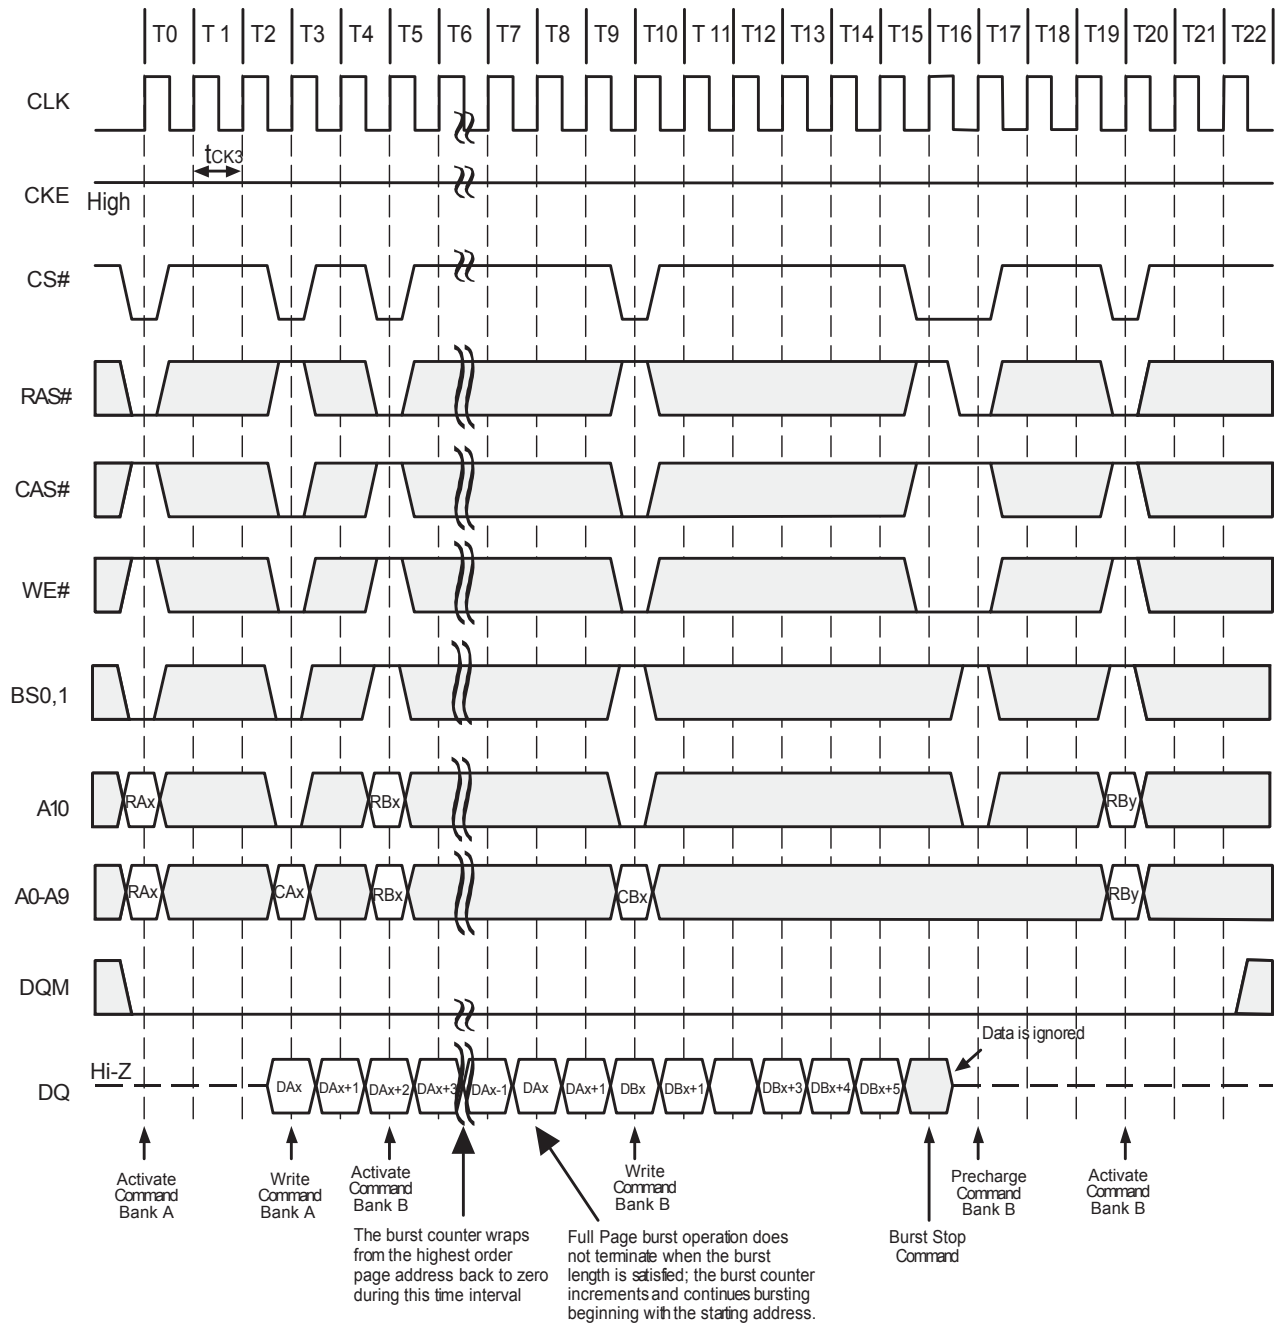 T0 T 1 T2 T3 T4 T5 T6 T7 T8 T9 T10 T 11 T12 T13 T14 T15 T16 T17 T18 T19 T20 T21 T22
CLK
tCK3
CKE High
CS#
RAS#
CAS#
WE#
BS0,1
A10 RAx RBx RBy
A0-A9 RAx CAx RBx CBx RBy
DQM
Data is ignored
Hi-Z
DQ DAx DAx+1 DAx+2 DAx+3 DAx-1 DAx DAx+1 DBx DBx+1 DBx+3 DBx+4 DBx+5
Activate
Command
Bank A
Write
Command
Bank A
Activate
Command
Bank B
Write
Command
Bank B
Precharge
Command
Bank B
Activate
Command
Bank B
The burst counter wraps
from the highest order
page address back to zero
during this time interval
Full Page burst operation does
not terminate when the burst
length is satisfied; the burst counter
increments and continues bursting
beginning with the starting address.
Burst Stop
Command